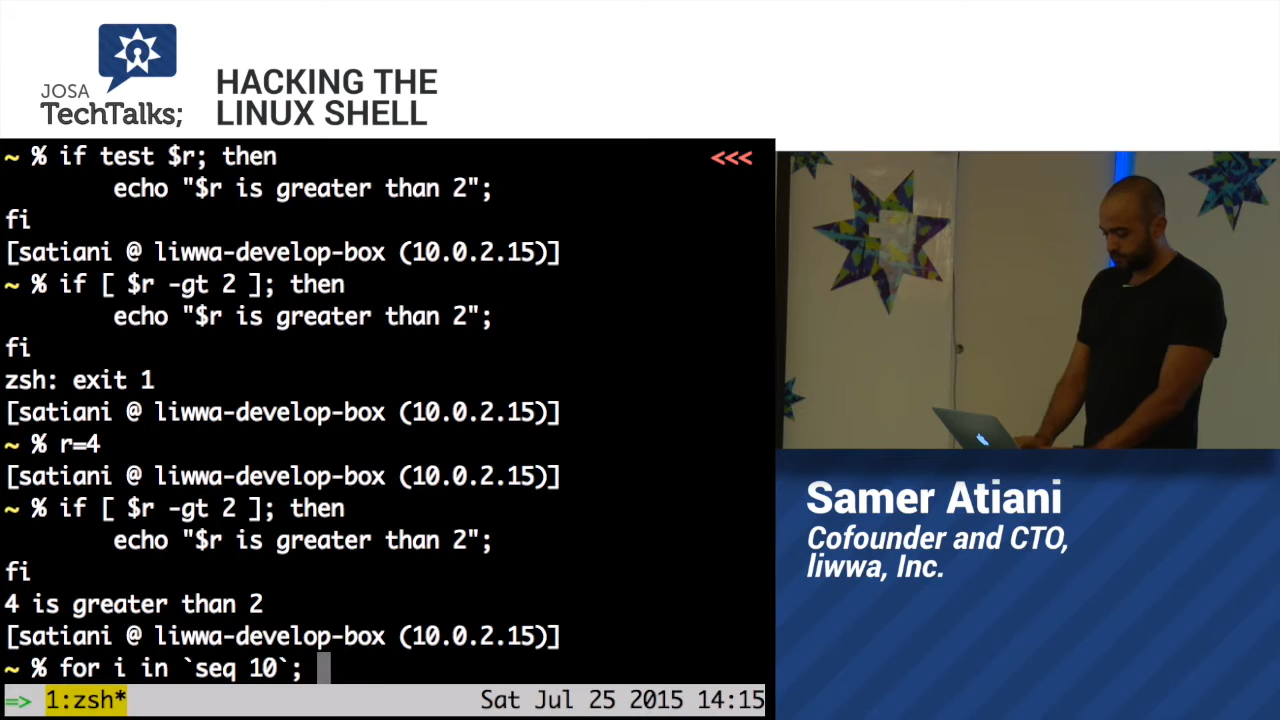 JOSA
TechTalks;
HACKING THE
LINUX SHELL
~ % if test $r; then <<<
echo "$r is greater than 2";
fi
[satiani @ liwwa-develop-box (10.0.2.15)]
~ % if [ $r -gt 2 ]; then
echo "$r is greater than 2";
fi
zsh: exit 1
[satiani @ liwwa-develop-box (10.0.2.15)]
~ % r=4
[satiani @ liwwa-develop-box (10.0.2.15)]
~ % if [ $r -gt 2 ]; then
echo "$r is greater than 2";
fi
4 is greater than 2
[satiani @ liwwa-develop-box (10.0.2.15)]
~ % for i in `seq 10`;
=> 1:zsh* Sat Jul 25 2015 14:15
Samer Atiani
Cofounder and CTO,
liwwa, Inc.